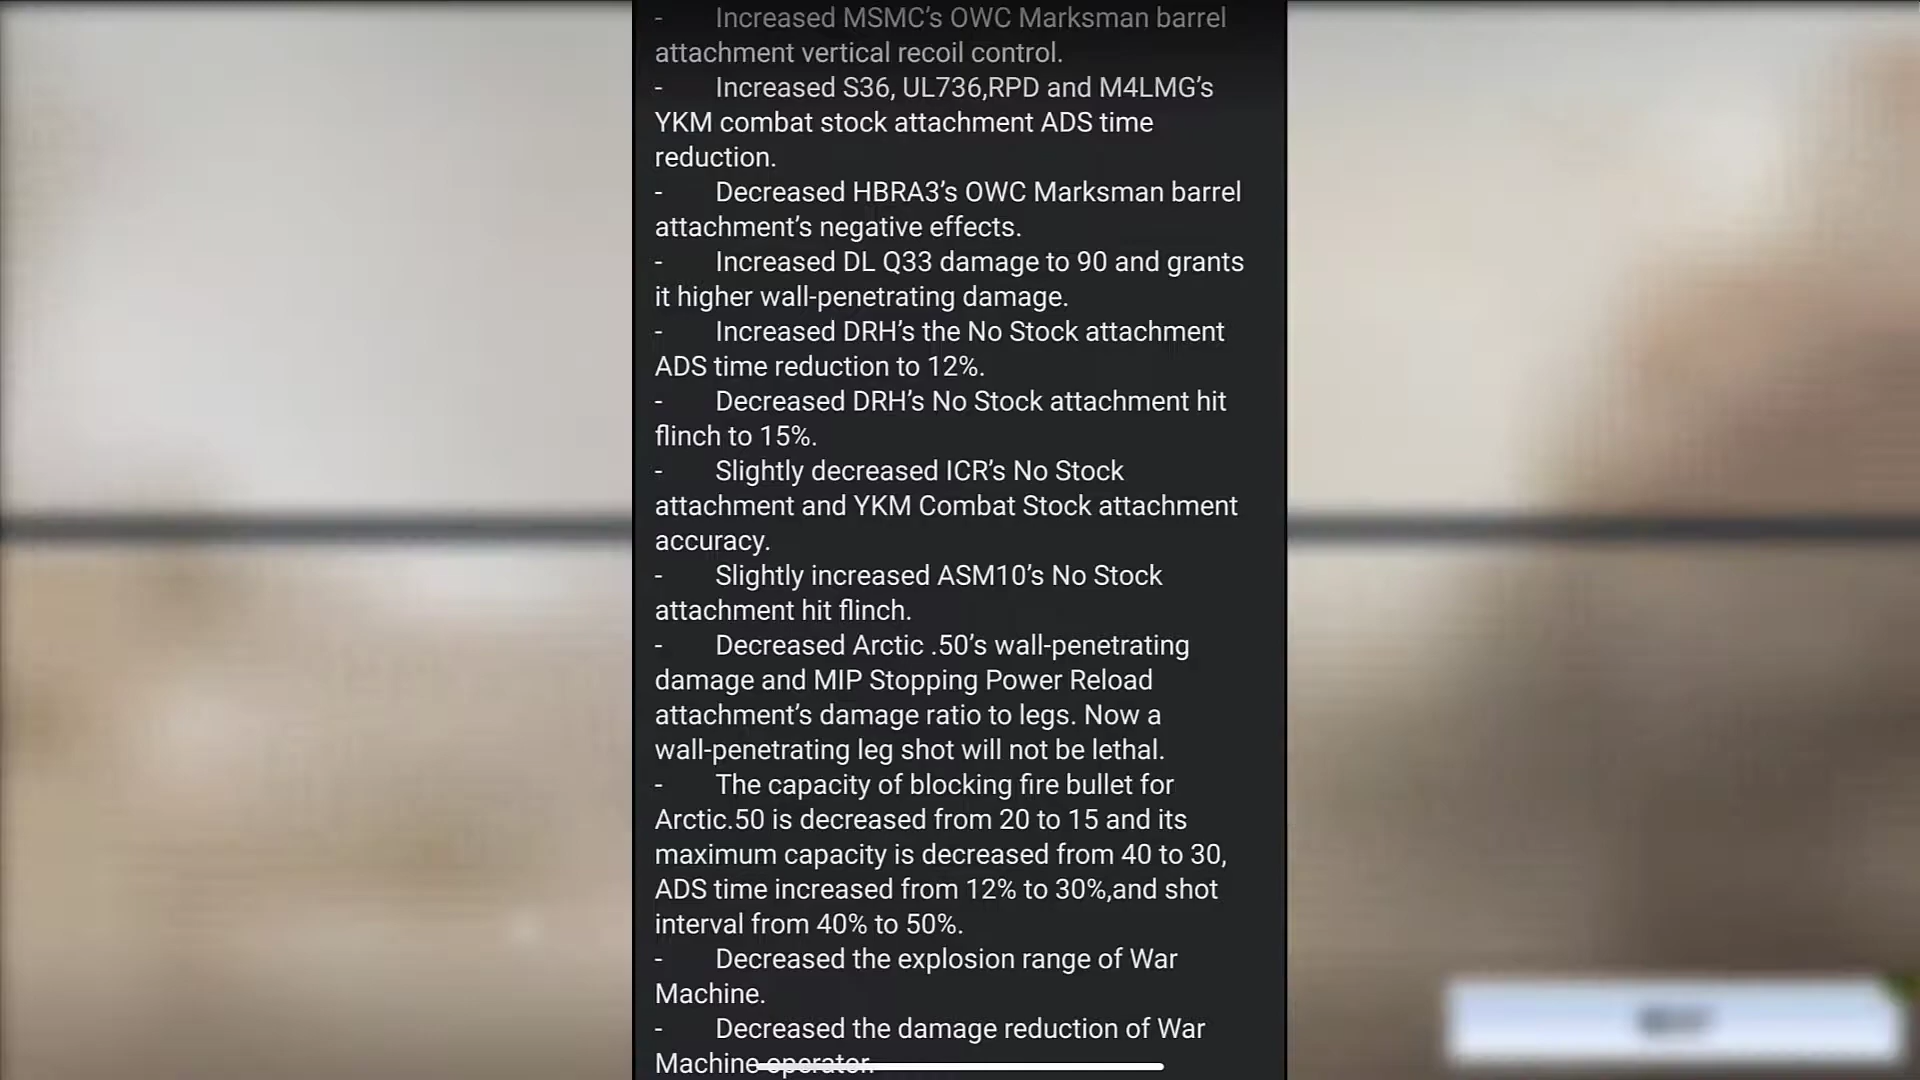 - Increased MSMC’s OWC Marksman barrel
attachment vertical recoil control.
- Increased S36, UL736,RPD and M4LMG’s
YKM combat stock attachment ADS time
reduction.
- Decreased HBRA3’s OWC Marksman barrel
attachment’s negative effects.
- Increased DL Q33 damage to 90 and grants
it higher wall-penetrating damage.
- Increased DRH’s the No Stock attachment
ADS time reduction to 12%.
- Decreased DRH’s No Stock attachment hit
flinch to 15%.
- Slightly decreased ICR’s No Stock
attachment and YKM Combat Stock attachment
accuracy.
- Slightly increased ASM10’s No Stock
attachment hit flinch.
- Decreased Arctic .50’s wall-penetrating
damage and MIP Stopping Power Reload
attachment’s damage ratio to legs. Now a
wall-penetrating leg shot will not be lethal.
- The capacity of blocking fire bullet for
Arctic.50 is decreased from 20 to 15 and its
maximum capacity is decreased from 40 to 30,
ADS time increased from 12% to 30%,and shot
interval from 40% to 50%.
- Decreased the explosion range of War
Machine.
- Decreased the damage reduction of War
Machine operator.